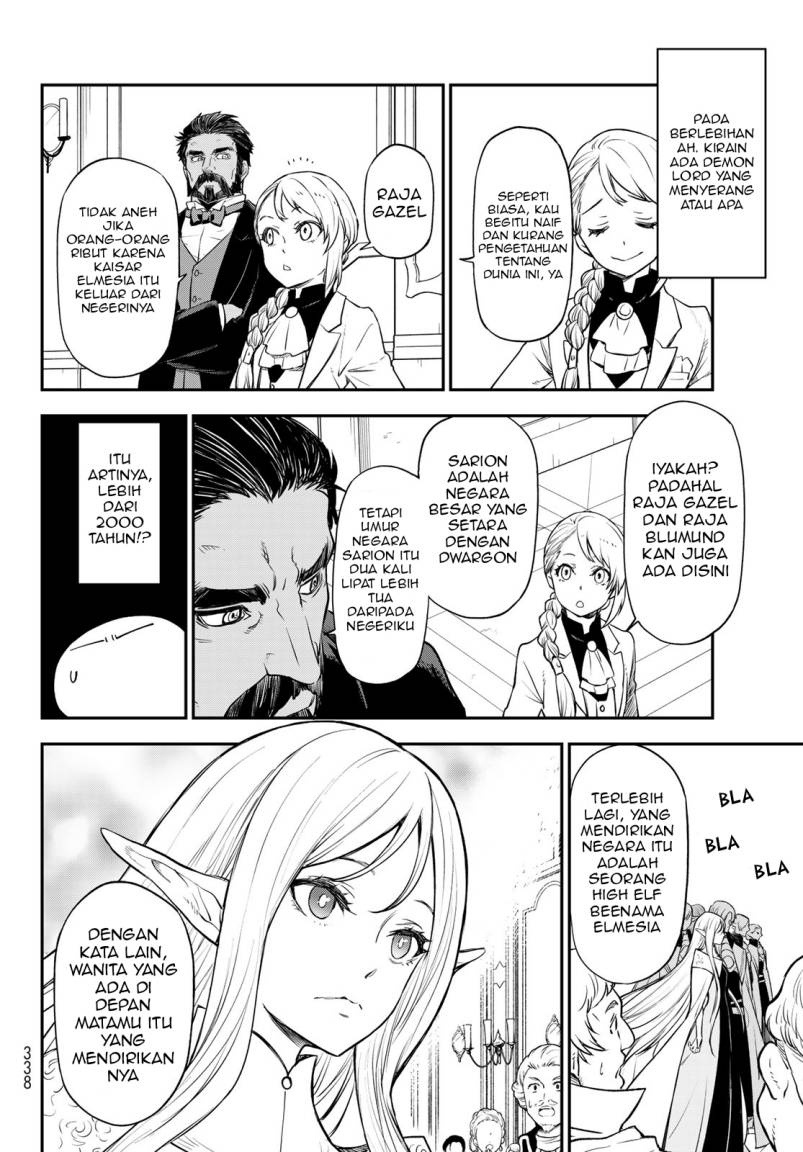 PADA
BERLEBIHAN
AH. KIRAIN
ADA DEMON
LORD YANG
MENYERANG
ATAU APA
SEPERTI
BIASA, KAU
BEGITU NAIF
DAN KURANG
PENGETAHUAN
TENTANG
DUNIA INI, YA
RAJA
GAZEL
TIDAK ANEH
JIKA
ORANG-ORANG
RIBUT KARENA
KAISAR
ELMESIA ITU
KELUAR DARI
NEGERINYA
IYAKAH?
PADAHAL
RAJA GAZEL
DAN RAJA
BLUMUND
KAN JUGA
ADA DISINI
SARION
ADALAH
NEGARA
BESAR YANG
SETARA
DENGAN
DWARGON
TETAPI
UMUR
NEGARA
SARION ITU
DUA KALI
LIPAT LEBIH
TUA
DARIPADA
NEGERIKU
ITU
ARTINYA,
LEBIH
DARI
2000
TAHUN!?
BLA
BLA
BLA
TERLEBIH
LAGI, YANG
MENDIRIKAN
NEGARA ITU
ADALAH
SEORANG
HIGH ELF
BEENAMA
ELMESIA
DENGAN
KATA LAIN,
WANITA YANG
ADA DI
DEPAN
MATAMU ITU
YANG
MENDIRIKAN
NYA
338